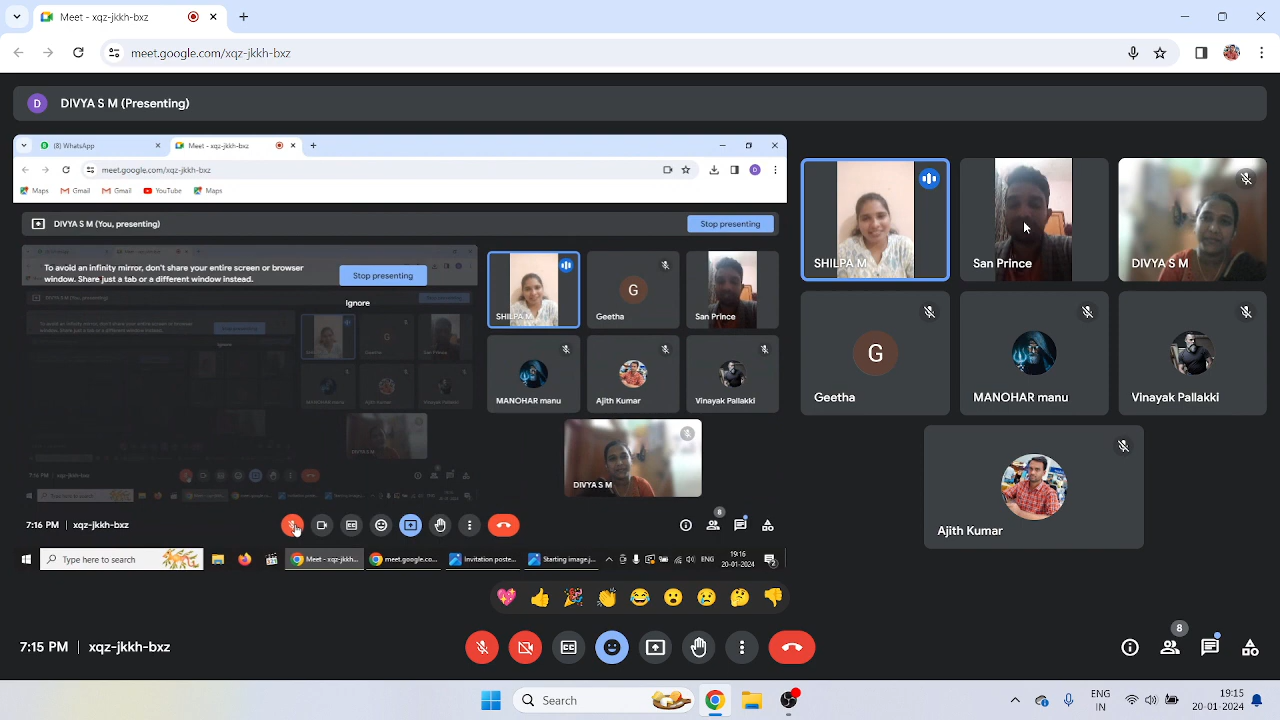 Meet - xqz-jkkh-bxz
meet.google.com/xqz-jkkh-bxz
D DIVYA S M (Presenting)
(8) WhatsApp
Meet - xqz-jkkh-bxz
meet.google.com/xqz-jkkh-bxz
Maps
Gmail
Gmail
YouTube
Maps
DIVYA S M (You, presenting)
Stop presenting
To avoid an infinity mirror, don't share your entire screen or browser
window. Share just a tab or a different window instead.
Stop presenting
Ignore
SHILPA M
G
Geetha
San Prince
MANOHAR manu
Ajith Kumar
Vinayak Pallakki
DIVYA S M
7:16 PM | xqz-jkkh-bxz
8
Type here to search
Meet - xqz-jkkh...
meet.google.co...
Invitation poste...
Starting image.j...
ENG
19:16
20-01-2024
SHILPA M
San Prince
DIVYA S M
G
Geetha
MANOHAR manu
Vinayak Pallakki
Ajith Kumar
7:15 PM | xqz-jkkh-bxz
8
Search
ENG
IN
19:15
20-01-2024